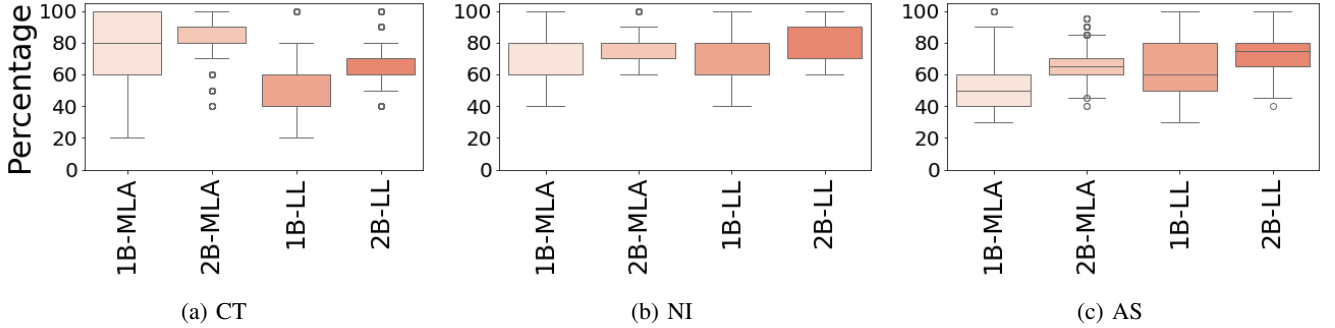 Percentage
100
80
60
40
20
0
1B-MLA
2B-MLA
1B-LL
2B-LL
(a) CT
100
80
60
40
20
0
1B-MLA
2B-MLA
1B-LL
2B-LL
(b) NI
100
80
60
40
20
0
1B-MLA
2B-MLA
1B-LL
2B-LL
(c) AS